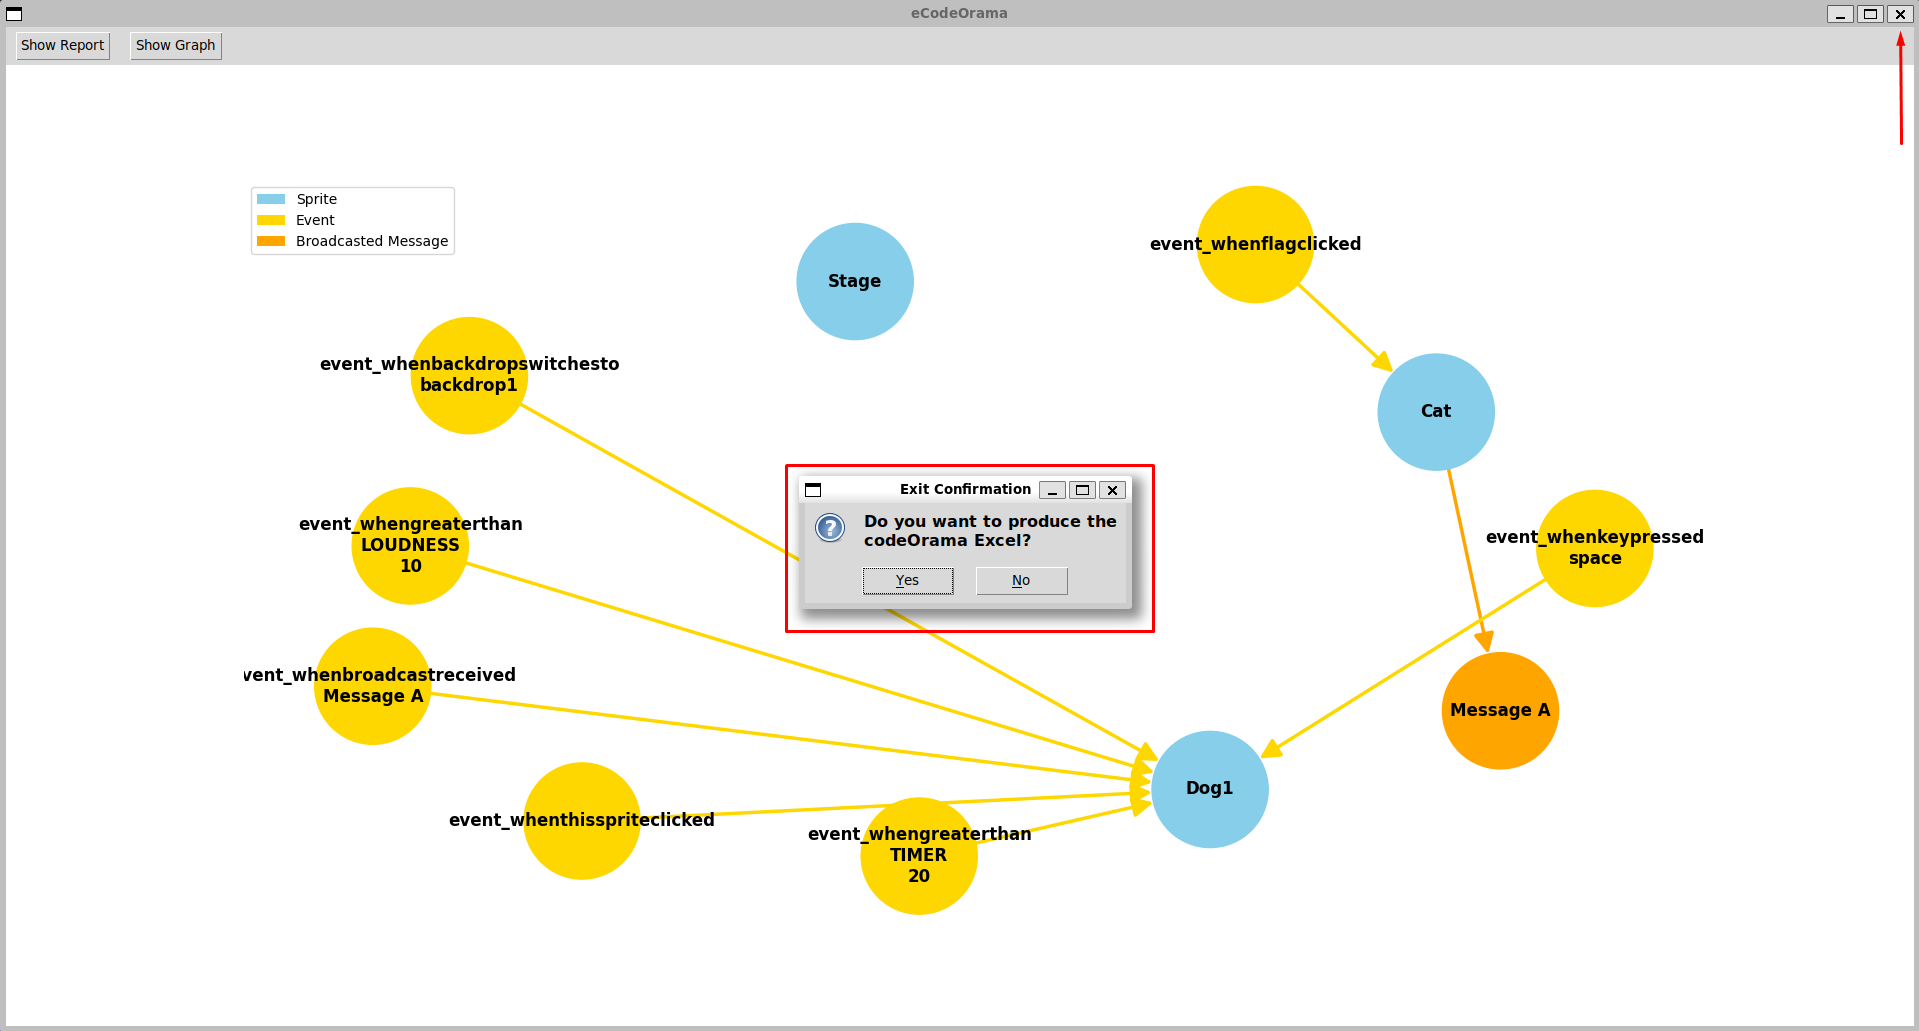 eCodeOrama
Show Report
Show Graph
Sprite
Event
Broadcasted Message
Stage
event_whenflagclicked
event_whenbackdropswitchesto
backdrop1
Cat
Exit Confirmation
Do you want to produce the
codeOrama Excel?
Yes
No
event_whengreaterthan
LOUDNESS
10
event_whenkeypressed
space
vent_whenbroadcastreceived
Message A
Message A
Dog1
event_whenthisspriteclicked
event_whengreaterthan
TIMER
20